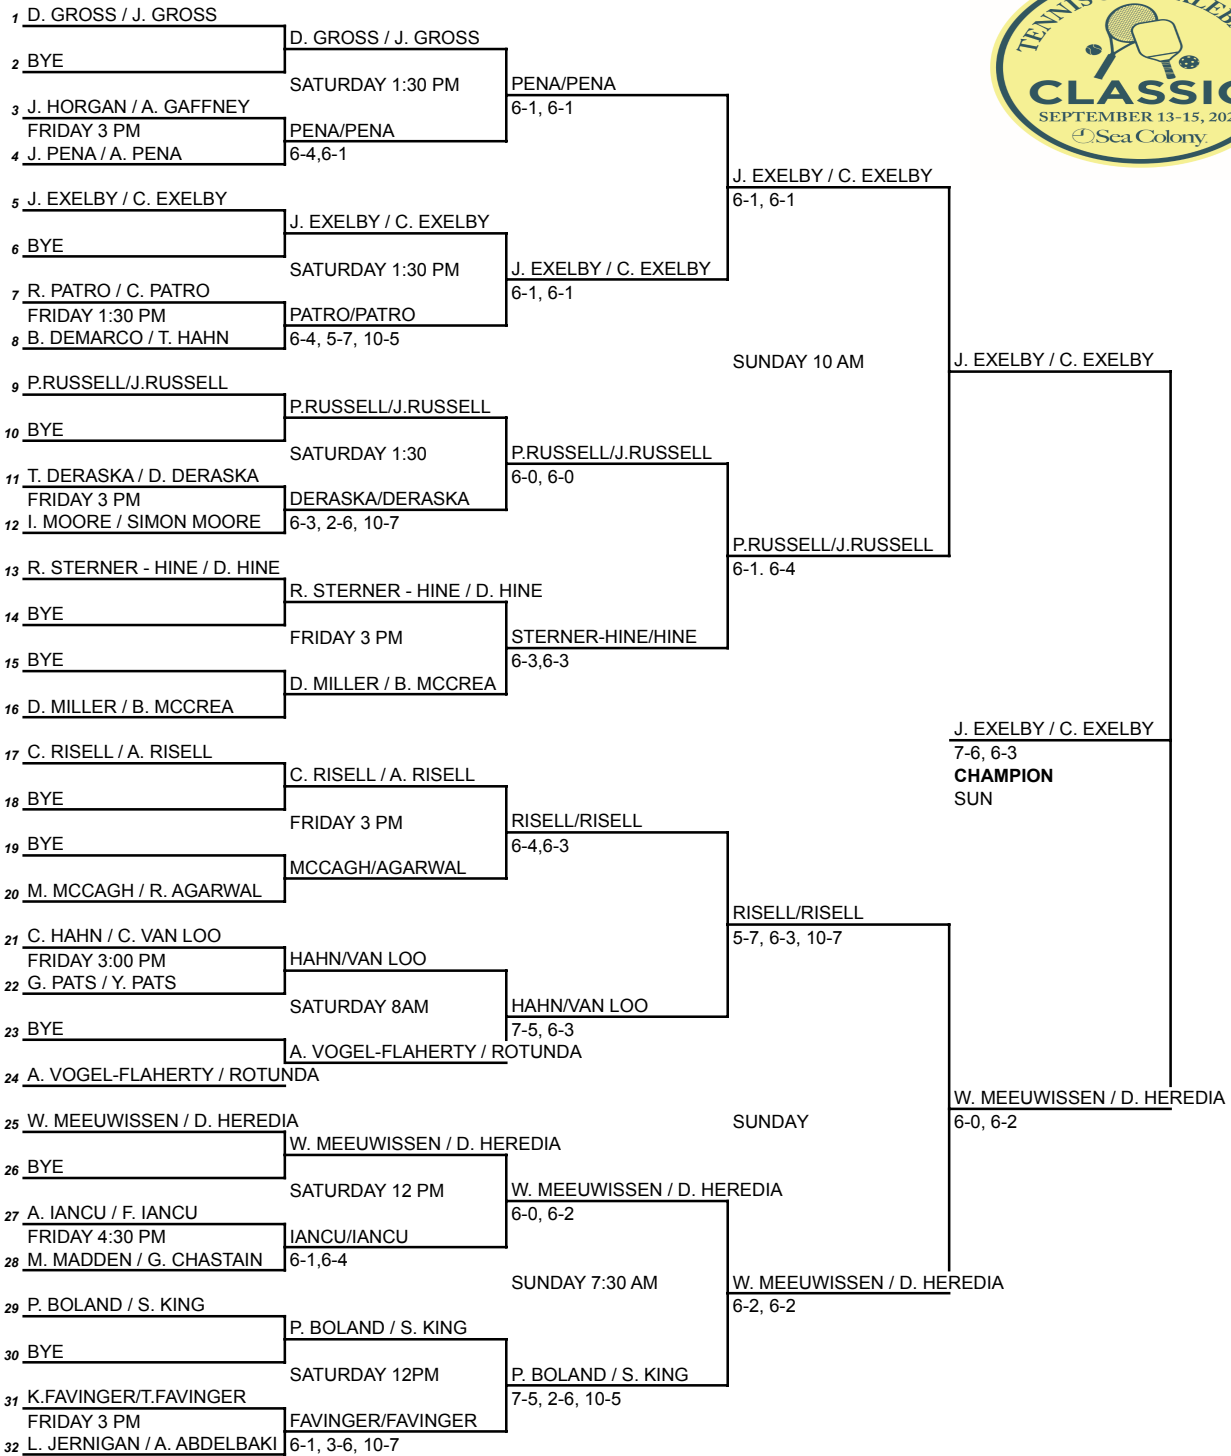 1 D. GROSS / J. GROSS
2 BYE
3 J. HORGAN / A. GAFFNEY
FRIDAY 3 PM
4 J. PENA / A. PENA
5 J. EXELBY / C. EXELBY
6 BYE
7 R. PATRO / C. PATRO
FRIDAY 1:30 PM
8 B. DEMARCO / T. HAHN
9 P.RUSSELL/J.RUSSELL
10 BYE
11 T. DERASKA / D. DERASKA
FRIDAY 3 PM
12 I. MOORE / SIMON MOORE
13 R. STERNER - HINE / D. HINE
14 BYE
15 BYE
16 D. MILLER / B. MCCREA
17 C. RISELL / A. RISELL
18 BYE
19 BYE
20 M. MCCAGH / R. AGARWAL
21 C. HAHN / C. VAN LOO
FRIDAY 3:00 PM
22 G. PATS / Y. PATS
23 BYE
24 A. VOGEL-FLAHERTY / ROTUNDA
25 W. MEEUWISSEN / D. HEREDIA
26 BYE
27 A. IANCU / F. IANCU
FRIDAY 4:30 PM
28 M. MADDEN / G. CHASTAIN
29 P. BOLAND / S. KING
30 BYE
31 K.FAVINGER/T.FAVINGER
FRIDAY 3 PM
32 L. JERNIGAN / A. ABDELBAKI
D. GROSS / J. GROSS
SATURDAY 1:30 PM
PENA/PENA
6-4,6-1
J. EXELBY / C. EXELBY
SATURDAY 1:30 PM
PATRO/PATRO
6-4, 5-7, 10-5
P.RUSSELL/J.RUSSELL
SATURDAY 1:30
DERASKA/DERASKA
6-3, 2-6, 10-7
R. STERNER - HINE / D. HINE
FRIDAY 3 PM
D. MILLER / B. MCCREA
C. RISELL / A. RISELL
FRIDAY 3 PM
MCCAGH/AGARWAL
HAHN/VAN LOO
SATURDAY 8AM
A. VOGEL-FLAHERTY / ROTUNDA
W. MEEUWISSEN / D. HEREDIA
SATURDAY 12 PM
IANCU/IANCU
6-1,6-4
P. BOLAND / S. KING
SATURDAY 12PM
FAVINGER/FAVINGER
6-1, 3-6, 10-7
PENA/PENA
6-1, 6-1
J. EXELBY / C. EXELBY
6-1, 6-1
P.RUSSELL/J.RUSSELL
6-0, 6-0
STERNER-HINE/HINE
6-3,6-3
RISELL/RISELL
6-4,6-3
HAHN/VAN LOO
7-5, 6-3
W. MEEUWISSEN / D. HEREDIA
6-0, 6-2
SUNDAY 7:30 AM
P. BOLAND / S. KING
7-5, 2-6, 10-5
J. EXELBY / C. EXELBY
6-1, 6-1
SUNDAY 10 AM
P.RUSSELL/J.RUSSELL
6-1. 6-4
RISELL/RISELL
5-7, 6-3, 10-7
SUNDAY
W. MEEUWISSEN / D. HEREDIA
6-2, 6-2
TENNIS
CLASSIC
SEPTEMBER 13-15, 202
Sea Colony
J. EXELBY / C. EXELBY
J. EXELBY / C. EXELBY
7-6, 6-3
CHAMPION
SUN
W. MEEUWISSEN / D. HEREDIA
6-0, 6-2